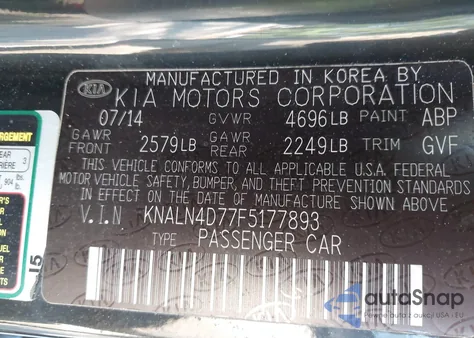 MANUFACTURED IN KOREA BY
KIA KIA MOTORS CORPORATION
07/14 GVWR 4696LB PAINT ABP
GAWR FRONT 2579LB GAWR REAR 2249LB TRIM GVF
THIS VEHICLE CONFORMS TO ALL APPLICABLE U.S.A. FEDERAL
MOTOR VEHICLE SAFETY, BUMPER, AND THEFT PREVENTION STANDARDS
IN EFFECT ON THE DATE OF MANUFACTURE SHOWN ABOVE.
V.I.N KNALN4D77F5177893
TYPE PASSENGER CAR
15
autoSnap